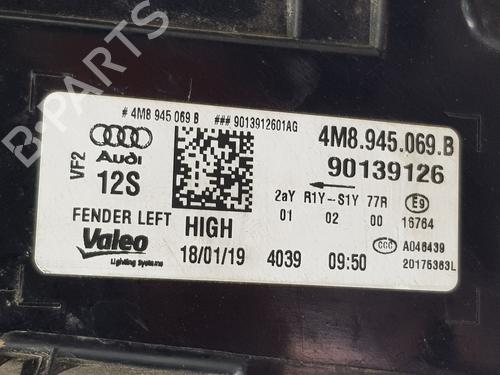 # 4M8 945 069 B ### 9013912601AG
Audi
VF2
12S
FENDER LEFT
HIGH
Valeo
Lighting Systems
18/01/19 4039 09:50
4M8.945.069.B
90139126
2aY R1Y-S1Y 77R E9
01 02 00 16764
CCC A046439
20175363L
B-PARTS